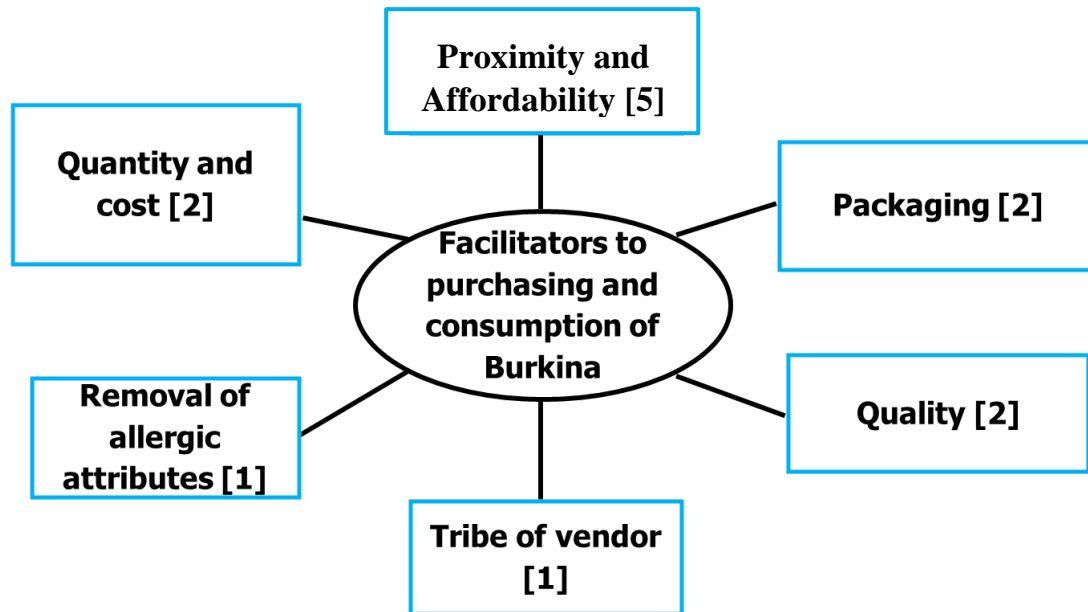 Proximity and
Affordability [5]
Quantity and
cost [2]
Packaging [2]
Facilitators to
purchasing and
consumption of
Burkina
Removal of
allergic
attributes [1]
Quality [2]
Tribe of vendor
[1]